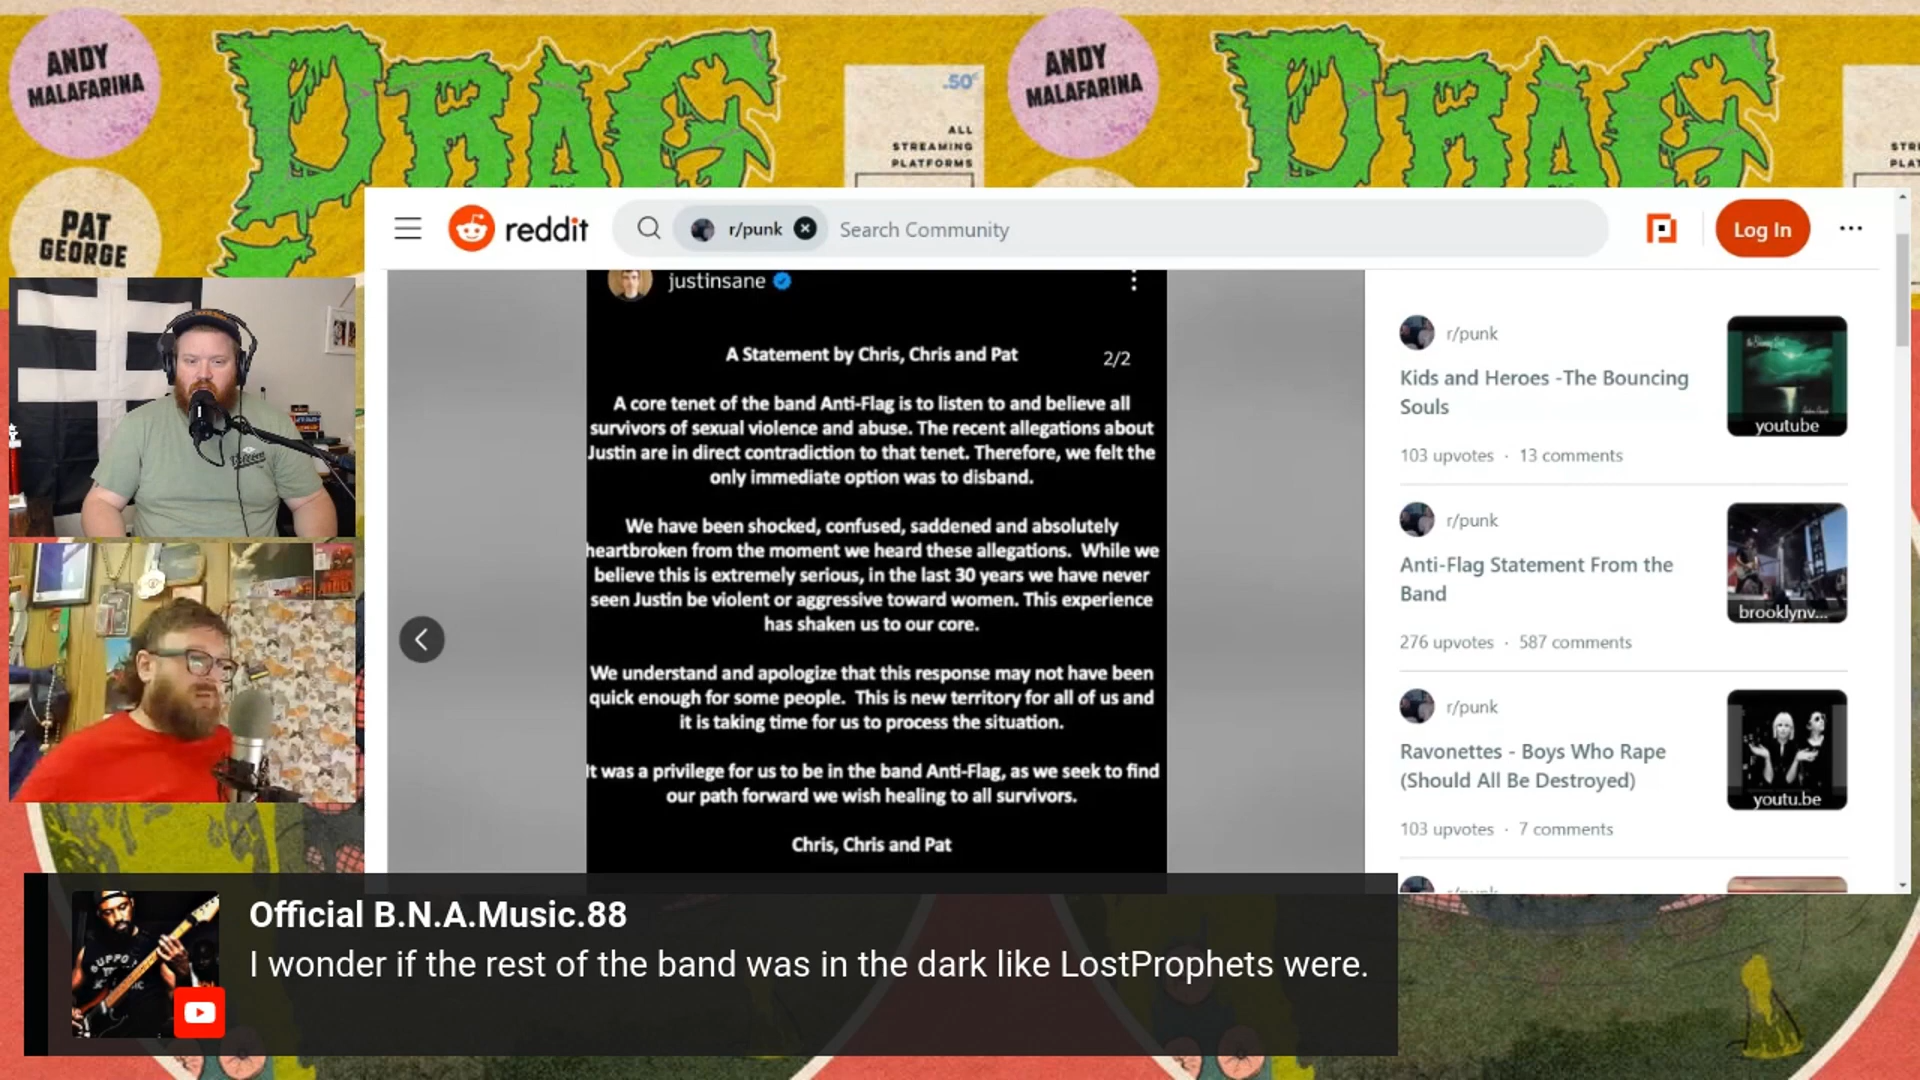 ANDY
MALAFARINA
DRAG
.50¢
ALL
STREAMING
PLATFORMS
ANDY
MALAFARINA
DRAG
PAT
GEORGE
reddit
r/punk
Search Community
Log In
justinsane
A Statement by Chris, Chris and Pat
2/2
A core tenet of the band Anti-Flag is to listen to and believe all
survivors of sexual violence and abuse. The recent allegations about
Justin are in direct contradiction to that tenet. Therefore, we felt the
only immediate option was to disband.
We have been shocked, confused, saddened and absolutely
heartbroken from the moment we heard these allegations. While we
believe this is extremely serious, in the last 30 years we have never
seen Justin be violent or aggressive toward women. This experience
has shaken us to our core.
We understand and apologize that this response may not have been
quick enough for some people. This is new territory for all of us and
it is taking time for us to process the situation.
It was a privilege for us to be in the band Anti-Flag, as we seek to find
our path forward we wish healing to all survivors.
Chris, Chris and Pat
r/punk
Kids and Heroes -The Bouncing
Souls
youtube
103 upvotes · 13 comments
r/punk
Anti-Flag Statement From the
Band
brooklynv...
276 upvotes · 587 comments
r/punk
Ravonettes - Boys Who Rape
(Should All Be Destroyed)
youtu.be
103 upvotes · 7 comments
Official B.N.A.Music.88
I wonder if the rest of the band was in the dark like LostProphets were.